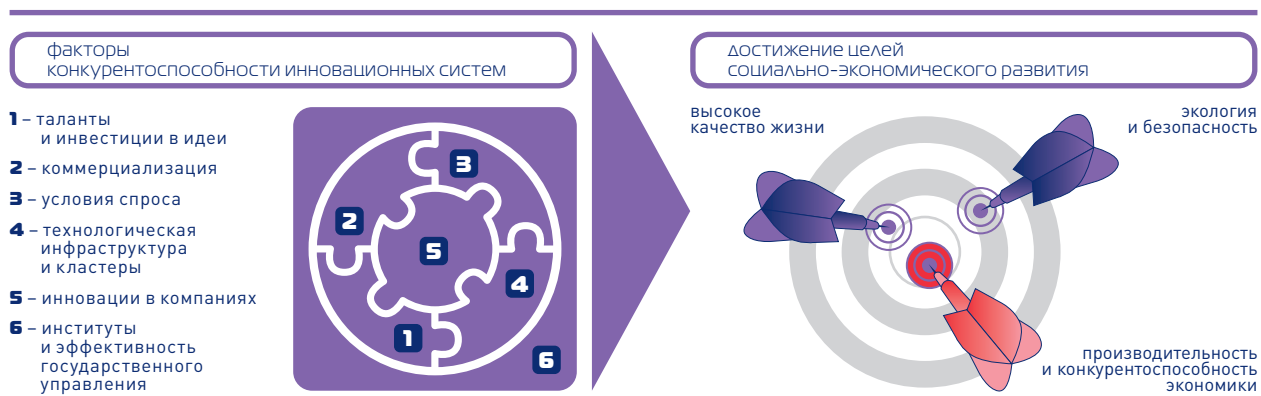 факторы
конкурентоспособности инновационных систем
1 – таланты
и инвестиции в идеи
2 – коммерциализация
3 – условия спроса
4 – технологическая
инфраструктура
и кластеры
5 – инновации в компаниях
6 – институты
и эффективность
государственного
управления
3
2
5
4
1
6
достижение целей
социально-экономического развития
высокое
качество жизни
экология
и безопасность
производительность
и конкурентоспособность
экономики